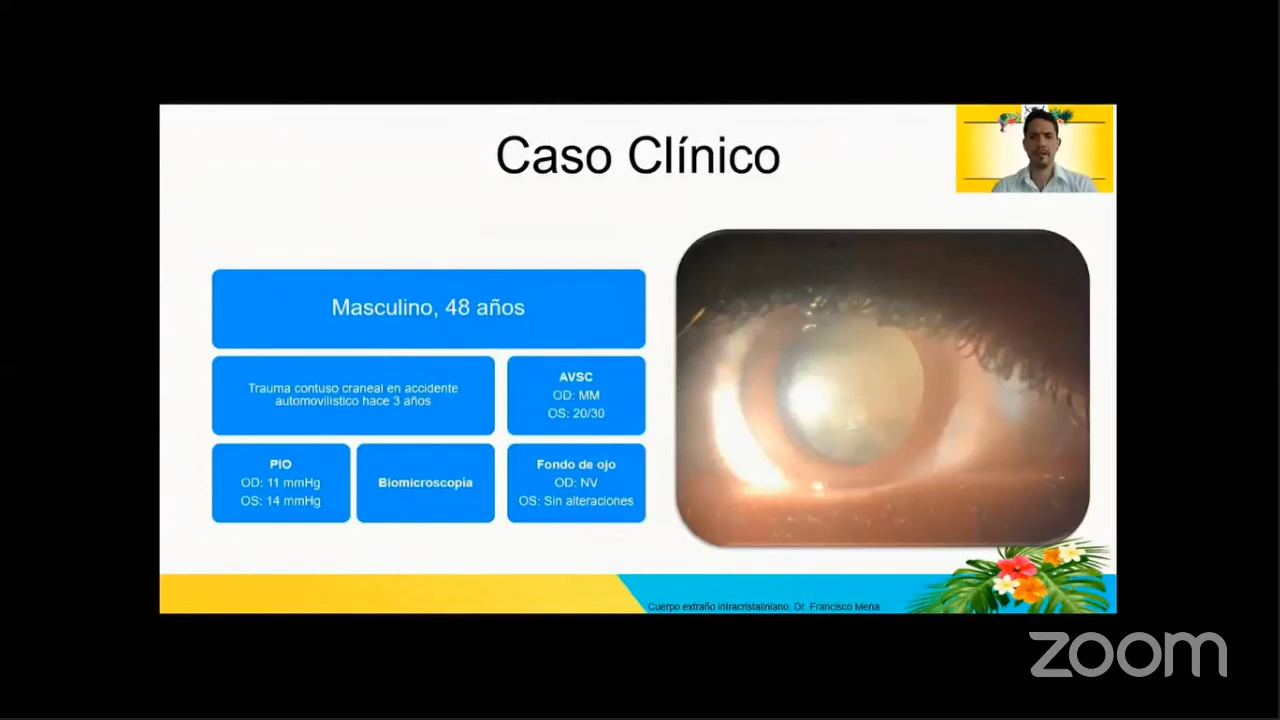 Caso Clínico
Masculino, 48 años
Trauma contuso craneal en accidente
automovilistico hace 3 años
AVSC
OD: MM
OS: 20/30
PIO
OD: 11 mmHg
OS: 14 mmHg
Biomicroscopia
Fondo de ojo
OD: NV
OS: Sin alteraciones
Cuerpo extraño intracristaliniano. Dr. Francisco Mena
zoom